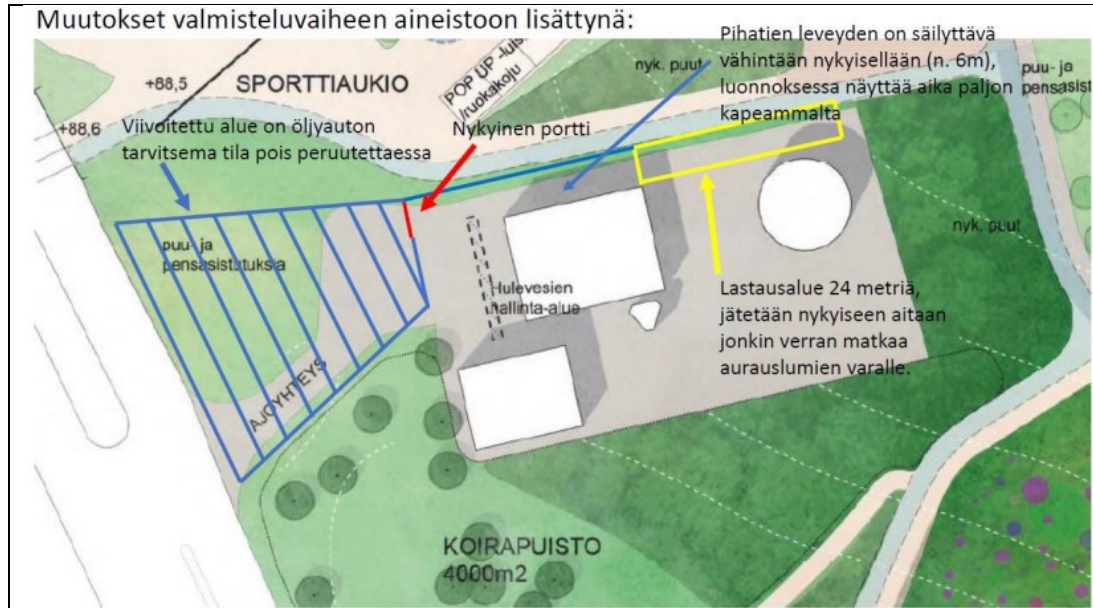 Muutokset valmisteluvaiheen aineistoon lisättynä:
+88,5
SPORTTIAUKIO
+88,6
POP UP -luis
/ruokakoju
nyk. puut
Pihatien leveyden on säilyttävä
vähintään nykyisellään (n. 6m),
luonnoksessa näyttää aika paljon
kapeammalta
puu- ja
pensasist
Viivoitettu alue on öljyauton
tarvitsema tila pois peruutettaessa
Nykyinen portti
puu- ja
pensasistutuksia
Hulevesien
hallinta-alue
nyk. puut
Lastausalue 24 metriä,
jätetään nykyiseen aitaan
jonkin verran matkaa
aurauslumien varalle.
AJOYHTEYS
KOIRAPUISTO
4000m2